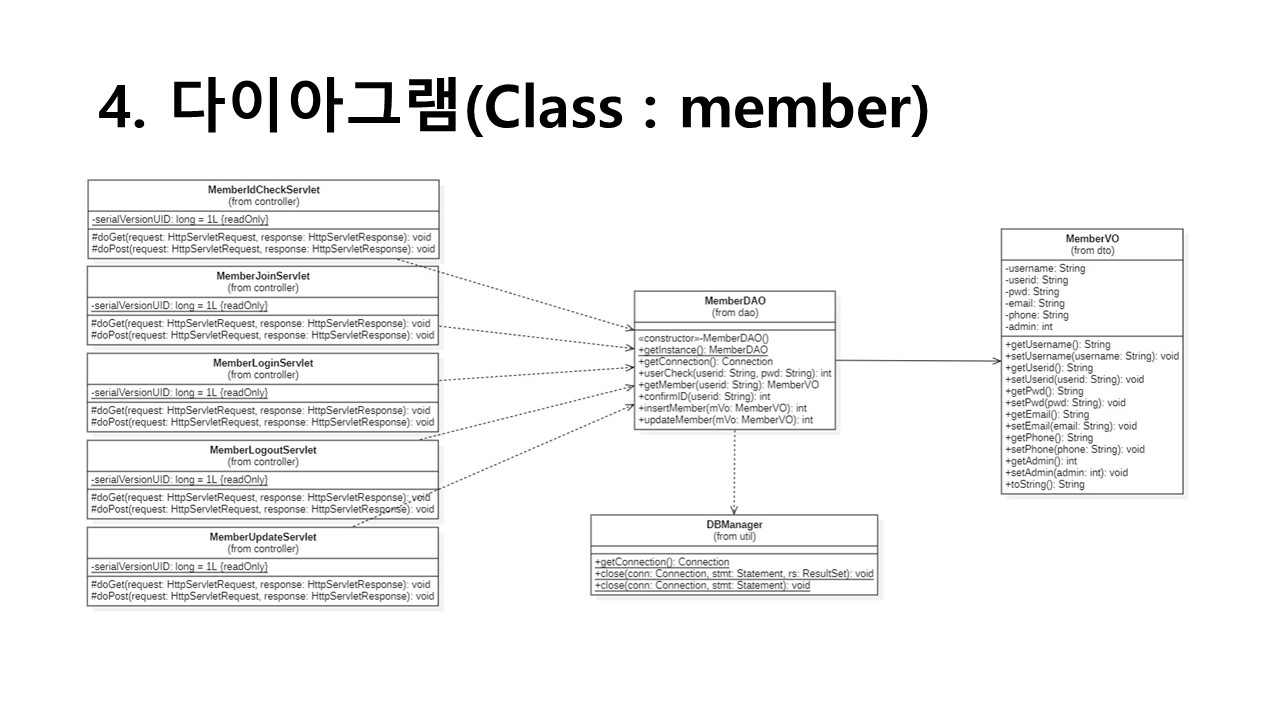 4. 다이아그램(Class : member)
MemberIdCheckServlet
(from controller)
-serialVersionUID: long = 1L {readOnly}
#doGet(request: HttpServletRequest, response: HttpServletResponse): void
#doPost(request: HttpServletRequest, response: HttpServletResponse): void
MemberJoinServlet
(from controller)
-serialVersionUID: long = 1L {readOnly}
#doGet(request: HttpServletRequest, response: HttpServletResponse): void
#doPost(request: HttpServletRequest, response: HttpServletResponse): void
MemberLoginServlet
(from controller)
-serialVersionUID: long = 1L {readOnly}
#doGet(request: HttpServletRequest, response: HttpServletResponse): void
#doPost(request: HttpServletRequest, response: HttpServletResponse): void
MemberLogoutServlet
(from controller)
-serialVersionUID: long = 1L {readOnly}
#doGet(request: HttpServletRequest, response: HttpServletResponse): void
#doPost(request: HttpServletRequest, response: HttpServletResponse): void
MemberUpdateServlet
(from controller)
-serialVersionUID: long = 1L {readOnly}
#doGet(request: HttpServletRequest, response: HttpServletResponse): void
#doPost(request: HttpServletRequest, response: HttpServletResponse): void
MemberDAO
(from dao)
«constructor»-MemberDAO()
+getInstance(): MemberDAO
+getConnection(): Connection
+userCheck(userid: String, pwd: String): int
+getMember(userid: String): MemberVO
+confirmID(userid: String): int
+insertMember(mVo: MemberVO): int
+updateMember(mVo: MemberVO): int
DBManager
(from util)
+getConnection(): Connection
+close(conn: Connection, stmt: Statement, rs: ResultSet): void
+close(conn: Connection, stmt: Statement): void
MemberVO
(from dto)
-username: String
-userid: String
-pwd: String
-email: String
-phone: String
-admin: int
+getUsername(): String
+setUsername(username: String): void
+getUserid(): String
+setUserid(userid: String): void
+getPwd(): String
+setPwd(pwd: String): void
+getEmail(): String
+setEmail(email: String): void
+getPhone(): String
+setPhone(phone: String): void
+getAdmin(): int
+setAdmin(admin: int): void
+toString(): String